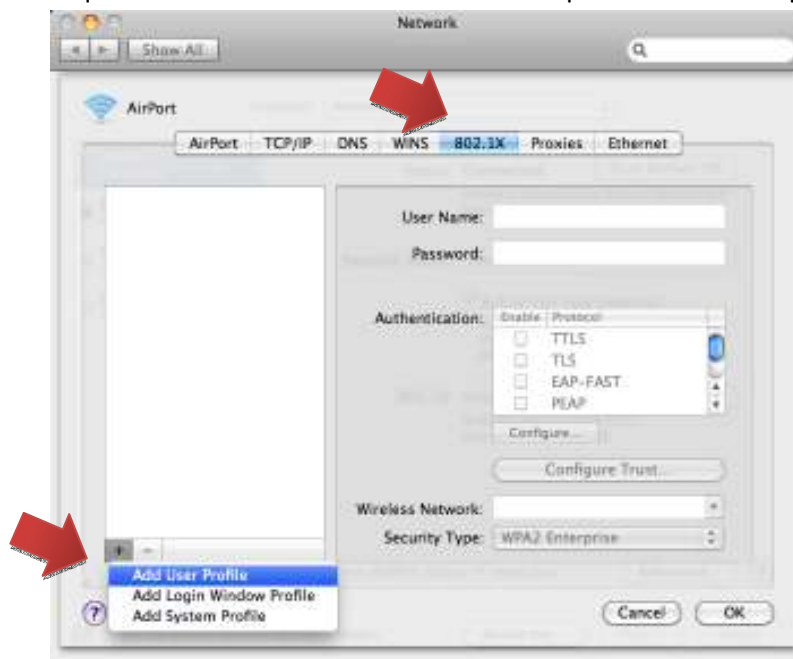 Network
Show All
AirPort
AirPort TCP/IP DNS WINS 802.1X Proxies Ethernet
User Name:
Password:
Authentication: Enable Protocol
TTLS
TLS
EAP-FAST
PEAP
Configure...
Configure Trust...
Wireless Network:
Security Type: WPA2 Enterprise
+ -
Add User Profile
Add Login Window Profile
Add System Profile
? Cancel OK